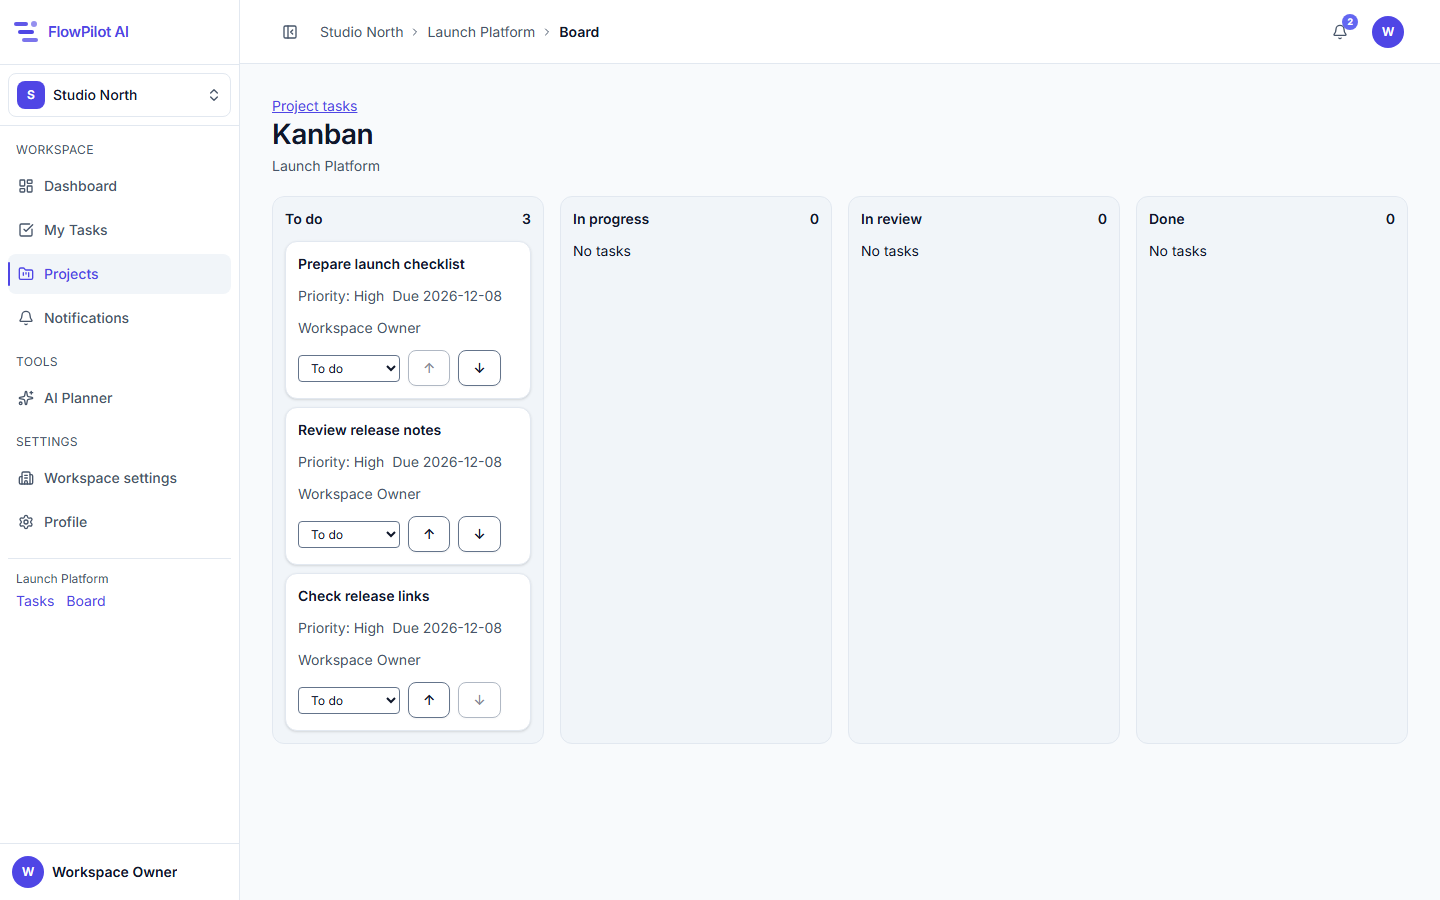 FlowPilot AI
S Studio North
WORKSPACE
Dashboard
My Tasks
Projects
Notifications
TOOLS
AI Planner
SETTINGS
Workspace settings
Profile
Launch Platform
Tasks Board
W Workspace Owner
Studio North › Launch Platform › Board
2
W
Project tasks
Kanban
Launch Platform
To do 3
Prepare launch checklist
Priority: High Due 2026-12-08
Workspace Owner
To do ↑ ↓
Review release notes
Priority: High Due 2026-12-08
Workspace Owner
To do ↑ ↓
Check release links
Priority: High Due 2026-12-08
Workspace Owner
To do ↑ ↓
In progress 0
No tasks
In review 0
No tasks
Done 0
No tasks